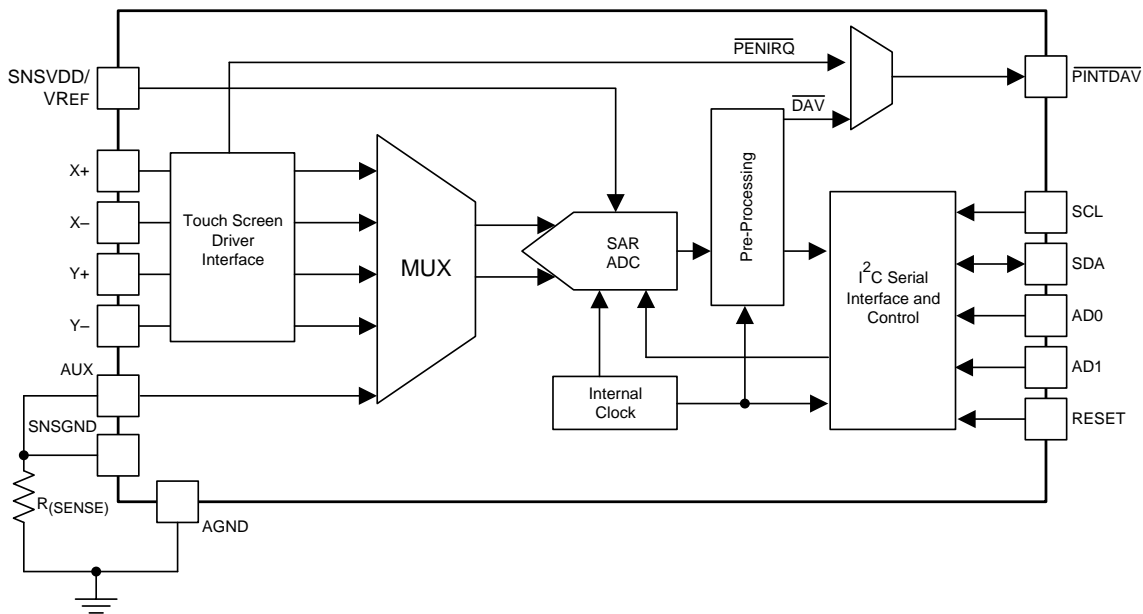 SNSVDD/
VREF
PENIRQ
PINTDAV
DAV
X+
X–
Y+
Y–
Touch Screen
Driver
Interface
MUX
SAR
ADC
Pre-Processing
I2C Serial
Interface and
Control
SCL
SDA
AD0
AD1
RESET
AUX
SNSGND
Internal
Clock
R(SENSE)
AGND